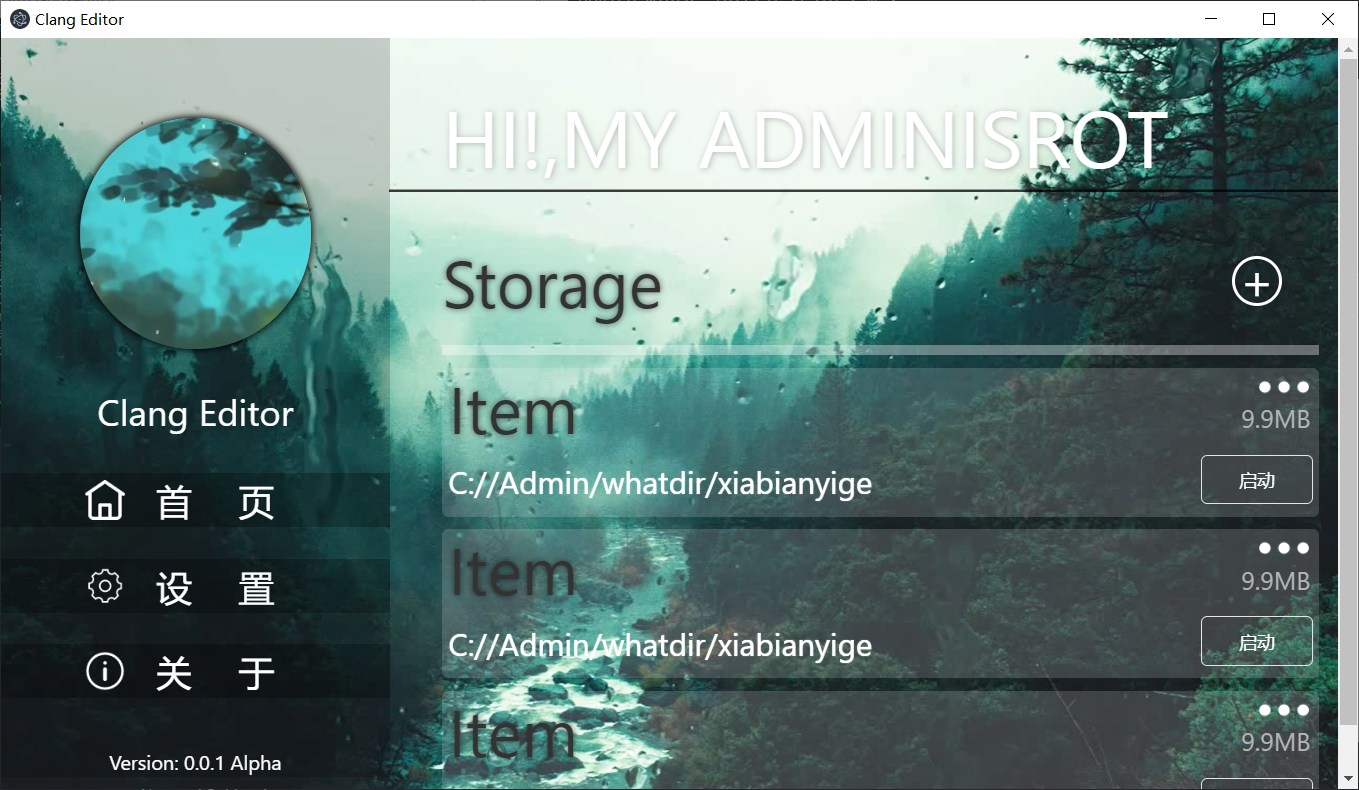 Clang Editor
HI!,MY ADMINISROT
Storage
Clang Editor
首 页
设 置
关 于
Version: 0.0.1 Alpha
Item
9.9MB
C://Admin/whatdir/xiabianyige
启动
Item
9.9MB
C://Admin/whatdir/xiabianyige
启动
Item
9.9MB